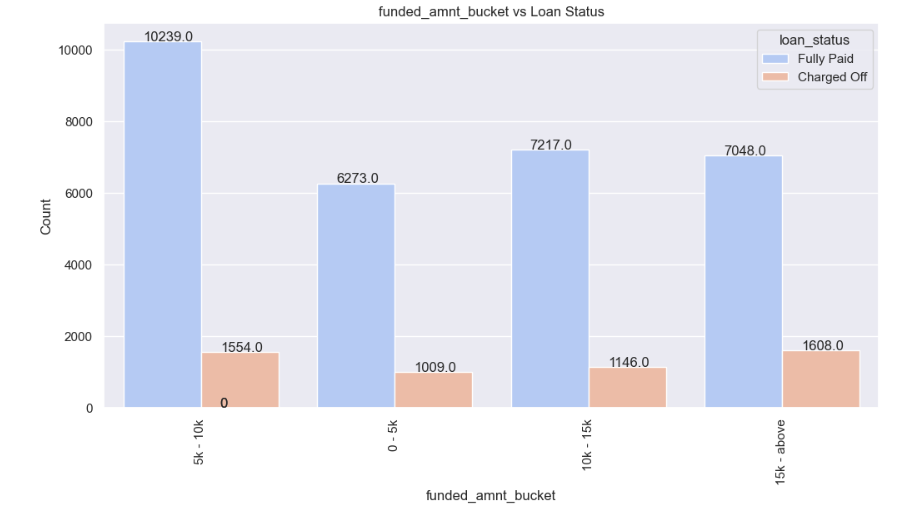 funded_amnt_bucket vs Loan Status
loan_status
Fully Paid
Charged Off
Count
10000
8000
6000
4000
2000
0
10239.0
1554.0
0
6273.0
1009.0
7217.0
1146.0
7048.0
1608.0
5k - 10k
0 - 5k
10k - 15k
15k - above
funded_amnt_bucket